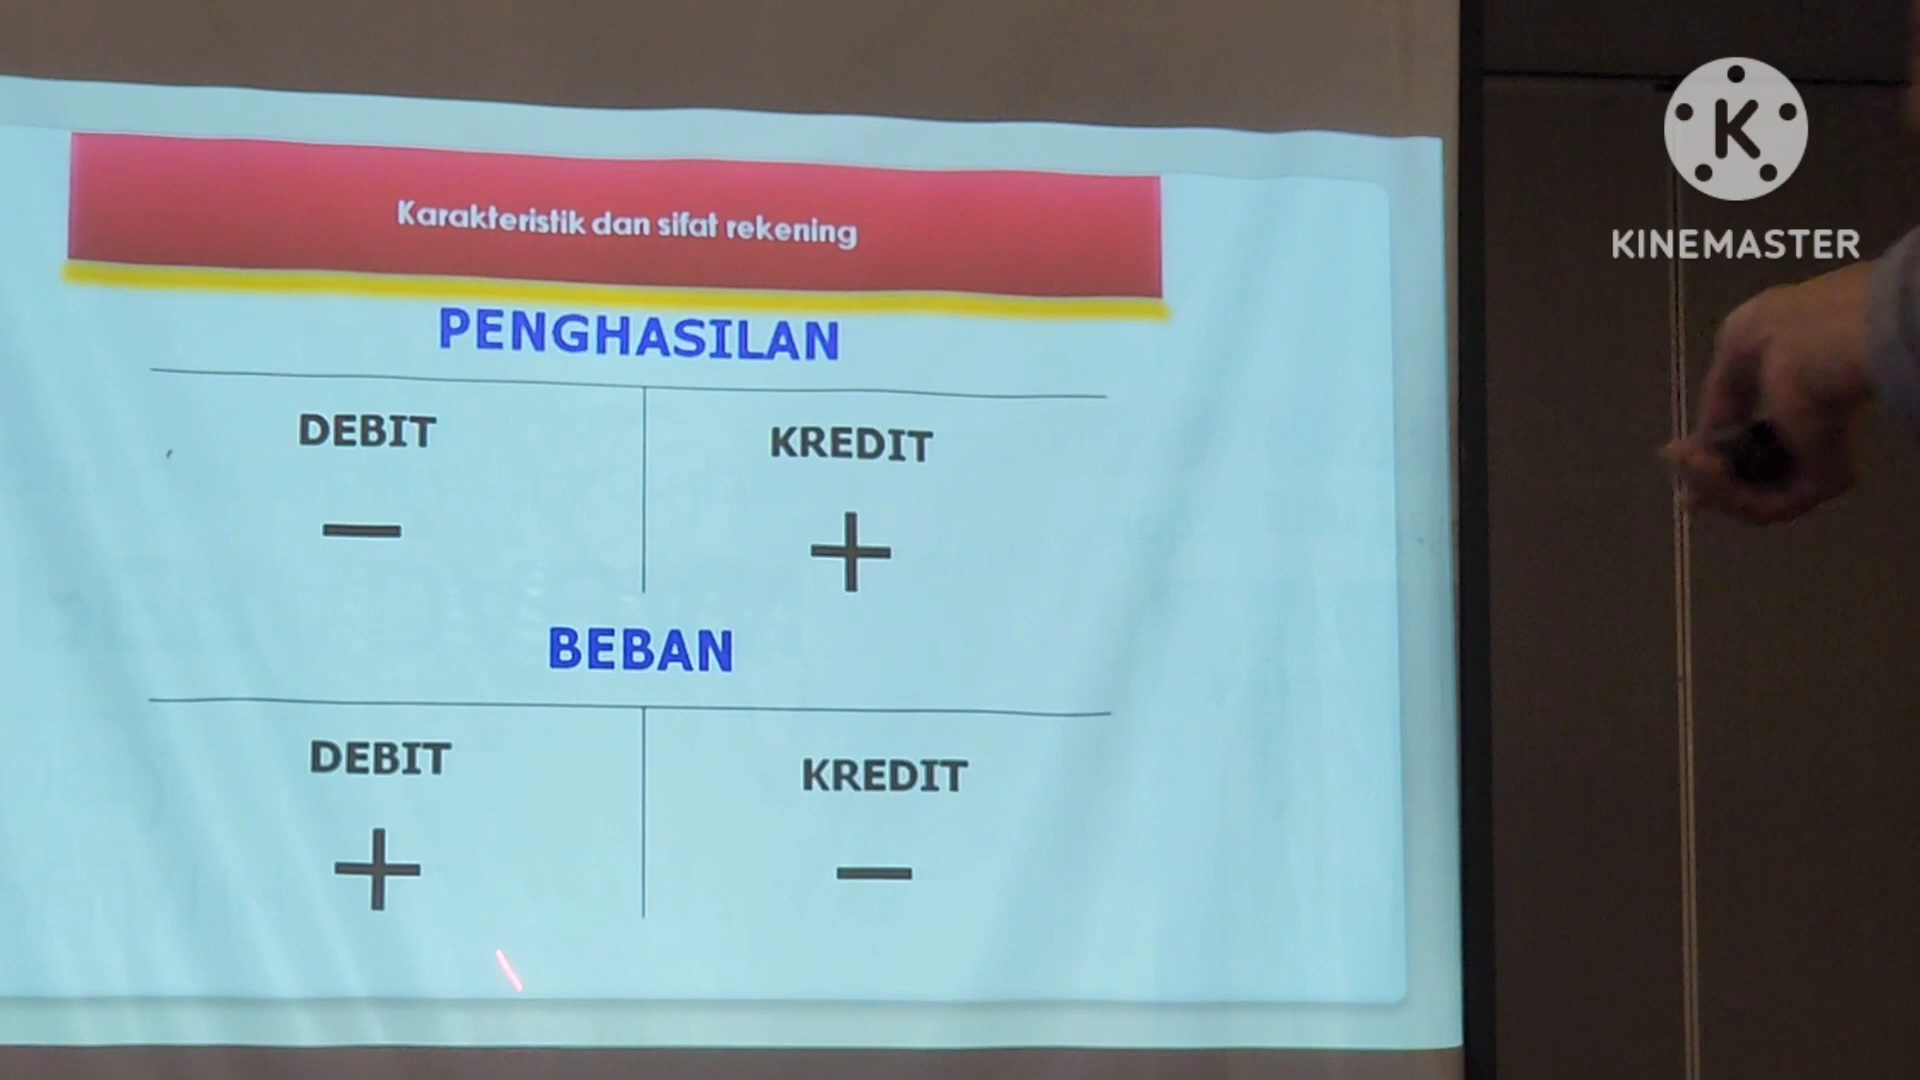 Karakteristik dan sifat rekening
PENGHASILAN
DEBIT KREDIT
— +
BEBAN
DEBIT KREDIT
+ —
K
KINEMASTER